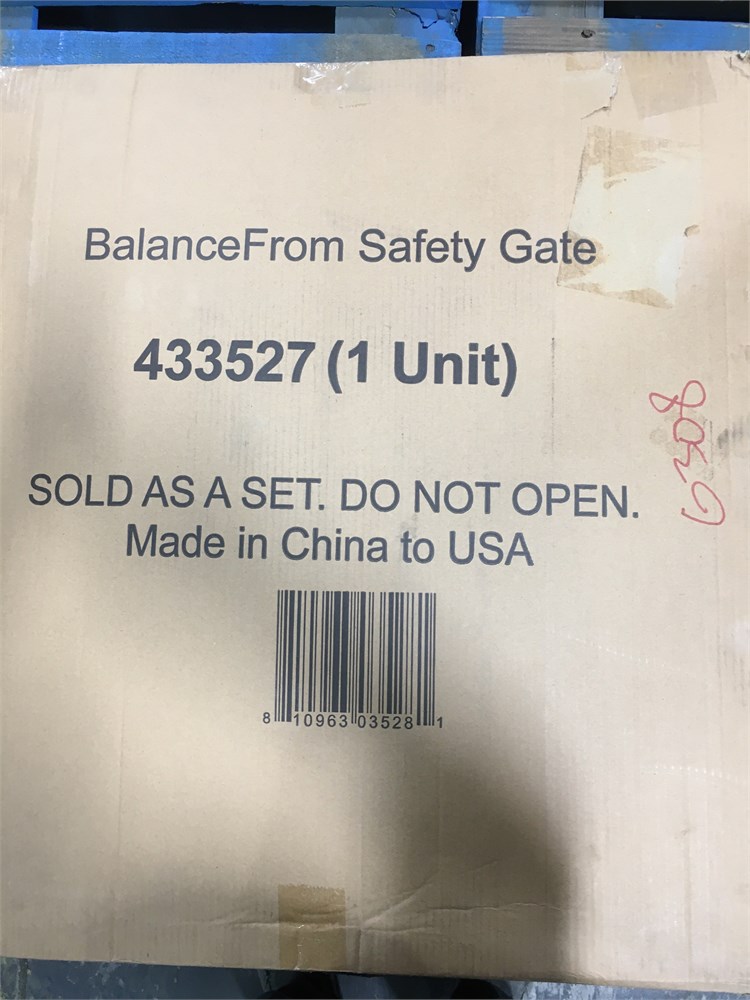 BalanceFrom Safety Gate
433527 (1 Unit)
6308
SOLD AS A SET. DO NOT OPEN.
Made in China to USA
8 10963 03528 1